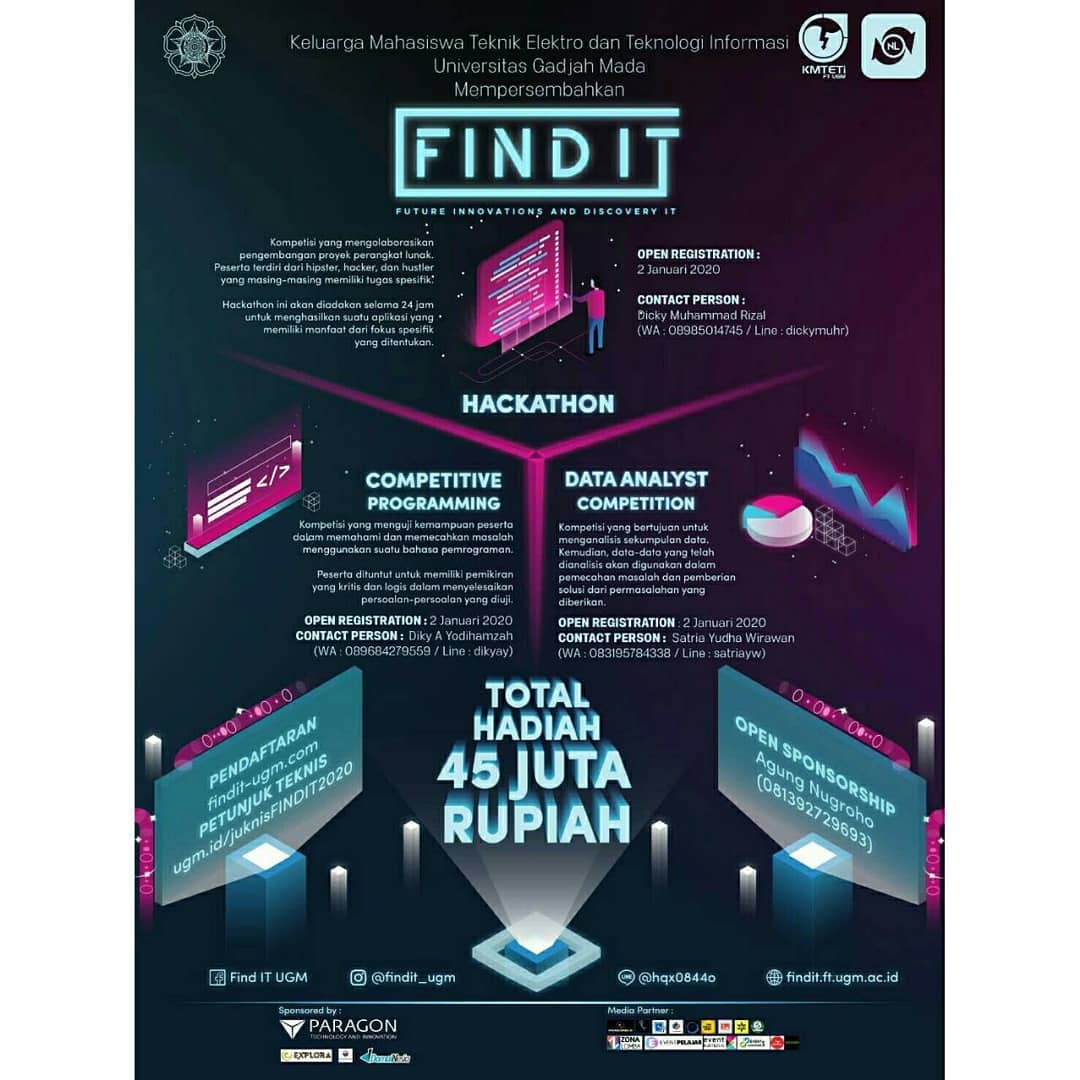 Keluarga Mahasiswa Teknik Elektro dan Teknologi Informasi
Universitas Gadjah Mada
Mempersembahkan
KMTETi
FT UGM
NL
FIND IT
FUTURE INNOVATIONS AND DISCOVERY IT
Kompetisi yang mengolaborasikan
pengembangan proyek perangkat lunak.
Peserta terdiri dari hipster, hacker, dan hustler
yang masing-masing memiliki tugas spesifik.
Hackathon ini akan diadakan selama 24 jam
untuk menghasilkan suatu aplikasi yang
memiliki manfaat dari fokus spesifik
yang ditentukan.
OPEN REGISTRATION :
2 Januari 2020
CONTACT PERSON :
Dicky Muhammad Rizal
(WA : 08985014745 / Line : dickymuhr)
HACKATHON
</>
COMPETITIVE
PROGRAMMING
Kompetisi yang menguji kemampuan peserta
dalam memahami dan memecahkan masalah
menggunakan suatu bahasa pemrograman.
Peserta dituntut untuk memiliki pemikiran
yang kritis dan logis dalam menyelesaikan
persoalan-persoalan yang diuji.
OPEN REGISTRATION : 2 Januari 2020
CONTACT PERSON : Diky A Yodihamzah
(WA : 089684279559 / Line : dikyay)
DATA ANALYST
COMPETITION
Kompetisi yang bertujuan untuk
menganalisis sekumpulan data.
Kemudian, data-data yang telah
dianalisis akan digunakan dalam
pemecahan masalah dan pemberian
solusi dari permasalahan yang
diberikan.
OPEN REGISTRATION : 2 Januari 2020
CONTACT PERSON : Satria Yudha Wirawan
(WA : 083195784338 / Line : satriayw)
TOTAL
HADIAH
45 JUTA
RUPIAH
PENDAFTARAN
findit-ugm.com
PETUNJUK TEKNIS
ugm.id/juknisFINDIT2020
OPEN SPONSORSHIP
Agung Nugroho
(081392729693)
Find IT UGM
@findit_ugm
@hqx0844o
findit.ft.ugm.ac.id
Sponsored by :
PARAGON
TECHNOLOGY AND INNOVATION
EXPLORA
Media Partner :
ZONA
LOMBA
EVENTPELAJAR
event